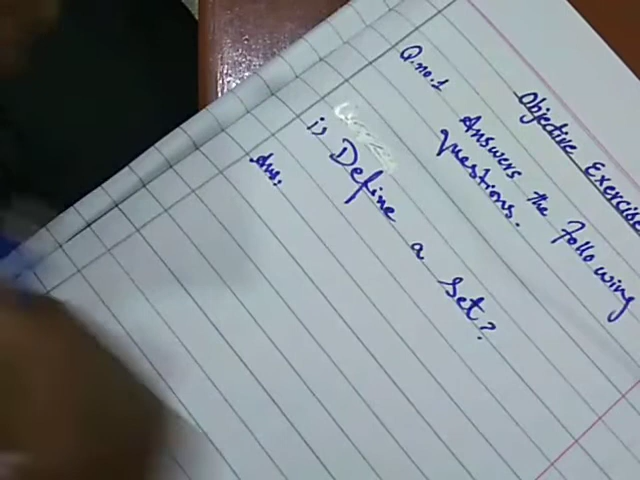 Objective Exercise
Q.no.1 Answers the Following
Questions.
i, Define a Set?
Ans.